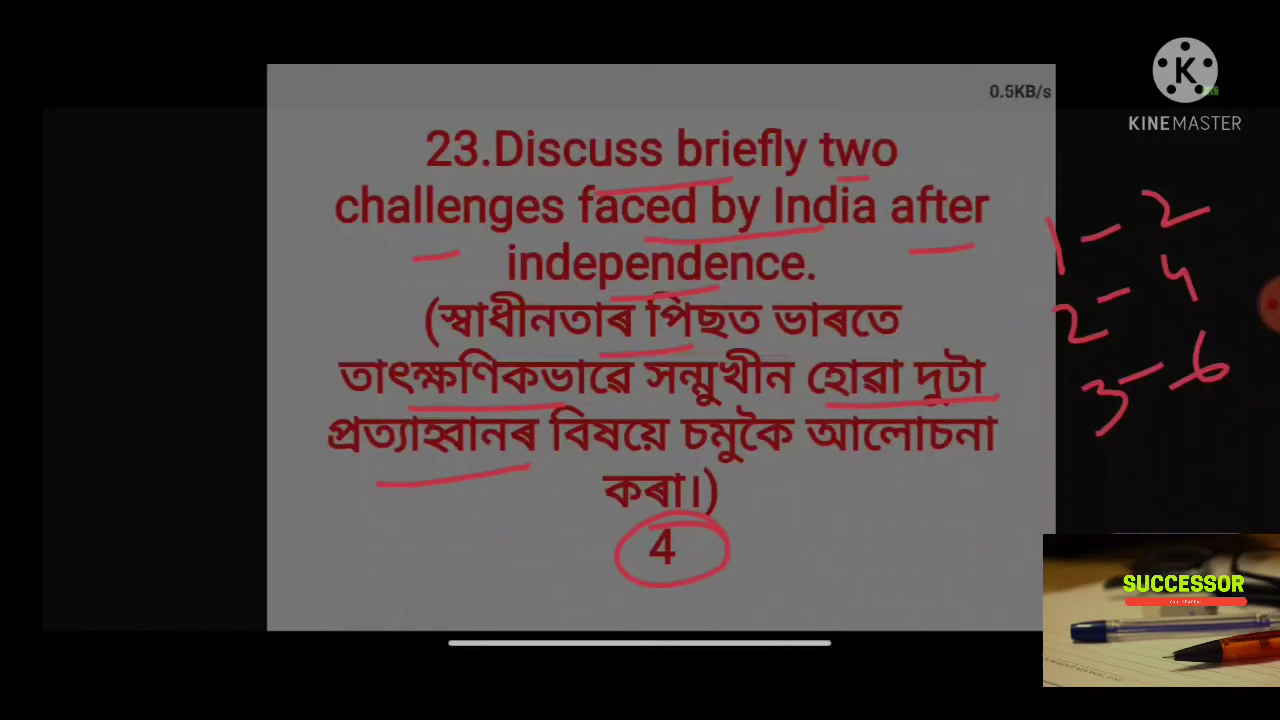 0.5KB/s
KINEMASTER
23.Discuss briefly two
challenges faced by India after
independence.
(স্বাধীনতাৰ পিছত ভাৰতে
তাৎক্ষণিকভাৱে সন্মুখীন হোৱা দুটা
প্ৰত্যাহ্বানৰ বিষয়ে চমুকৈ আলোচনা
কৰা।)
4
1 - 2
2 - 4
3 - 6
SUCCESSOR